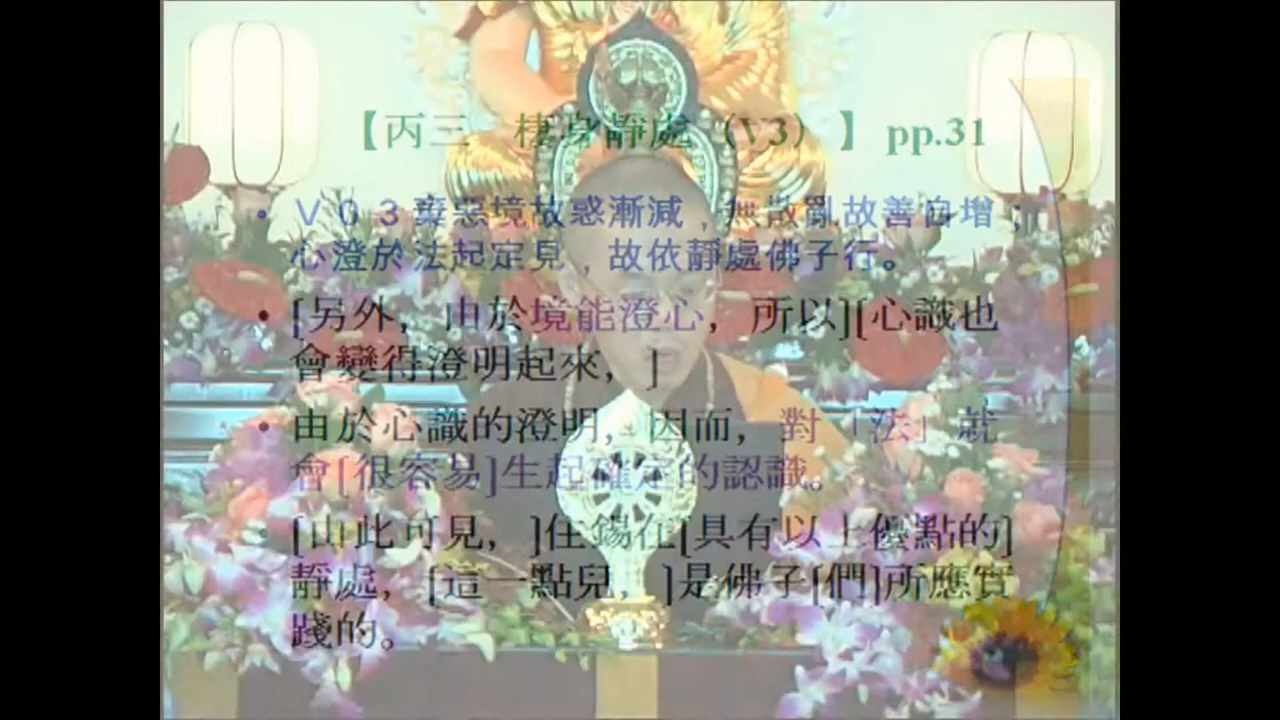 【丙三 棲身靜處(V3)】pp.31
• V03棄惡境故惑漸減,無散亂故善自增;
心澄於法起定見,故依靜處佛子行。
• [另外,由於境能澄心,所以][心識也
會變得澄明起來,]
• 由於心識的澄明,因而,對「法」就
會[很容易]生起確定的認識。
• [由此可見,]住錫在[具有以上優點的]
靜處,[這一點兒,]是佛子[們]所應實
踐的。